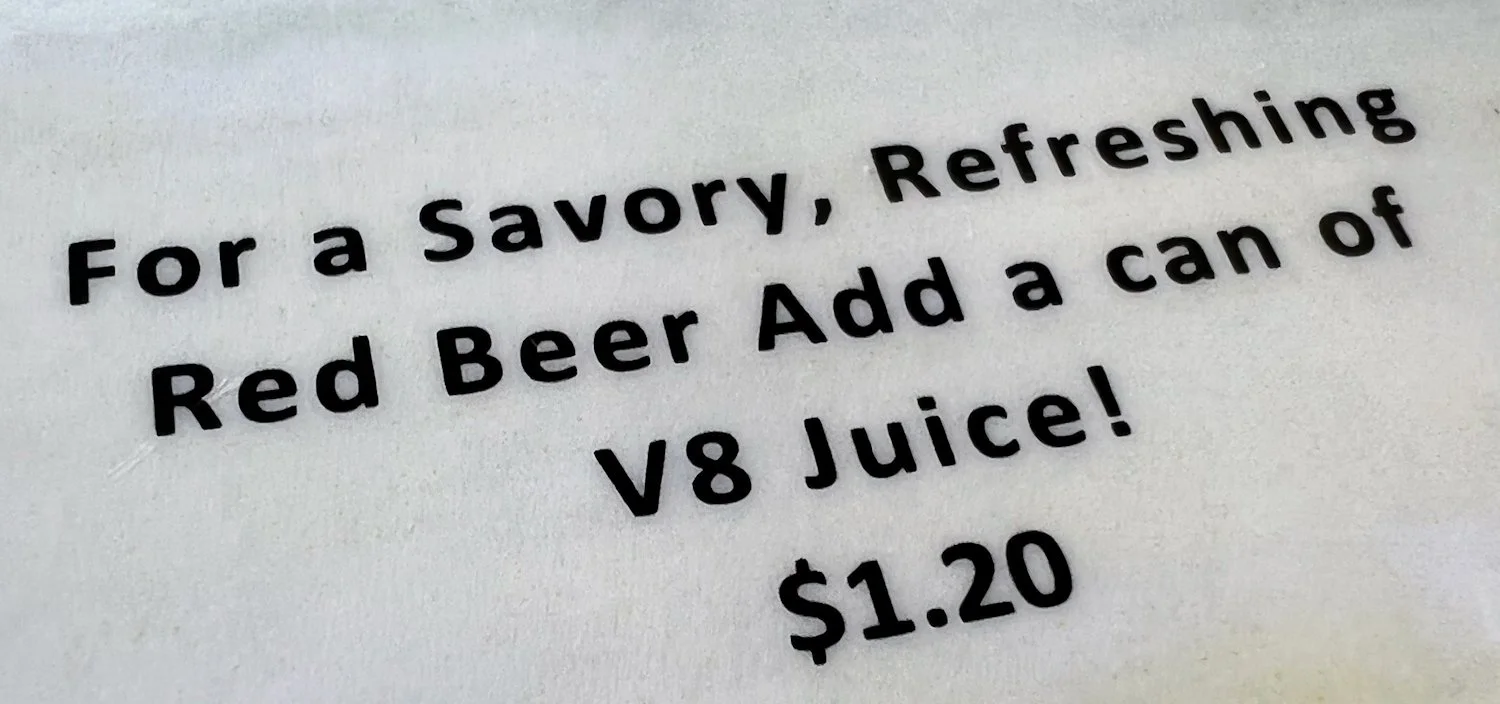 For a Savory, Refreshing
Red Beer Add a can of
V8 Juice!
$1.20